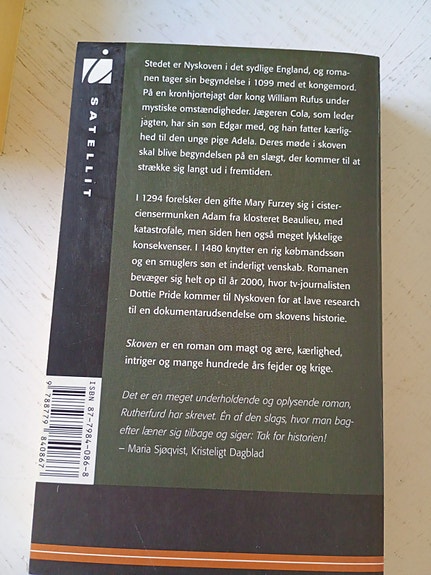 SATELLIT
Stedet er Nyskoven i det sydlige England, og roma-
nen tager sin begyndelse i 1099 med et kongemord.
På en kronhjortejagt dør kong William Rufus under
mystiske omstændigheder. Jægeren Cola, som leder
jagten, har sin søn Edgar med, og han fatter kærlig-
hed til den unge pige Adela. Deres møde i skoven
skal blive begyndelsen på en slægt, der kommer til at
strække sig langt ud i fremtiden.
I 1294 forelsker den gifte Mary Furzey sig i cister-
ciensermunken Adam fra klosteret Beaulieu, med
katastrofale, men siden hen også meget lykkelige
konsekvenser. I 1480 knytter en rig købmandssøn
og en smuglers søn et inderligt venskab. Romanen
bevæger sig helt op til år 2000, hvor tv-journalisten
Dottie Pride kommer til Nyskoven for at lave research
til en dokumentarudsendelse om skovens historie.
Skoven er en roman om magt og ære, kærlighed,
intriger og mange hundrede års fejder og krige.
Det er en meget underholdende og oplysende roman,
Rutherfurd har skrevet. Én af den slags, hvor man bag-
efter læner sig tilbage og siger: Tak for historien!
– Maria Sjøqvist, Kristeligt Dagblad
ISBN 87-7984-086-8
9 788779 840867